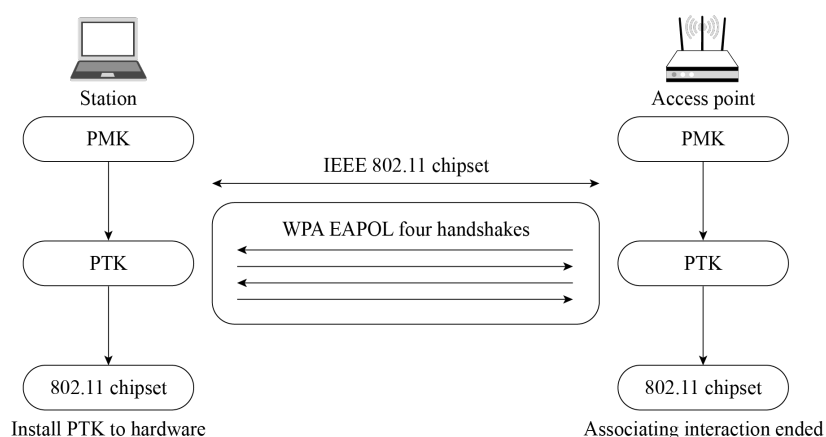 Station
Access point
PMK
PMK
IEEE 802.11 chipset
WPA EAPOL four handshakes
PTK
PTK
802.11 chipset
802.11 chipset
Install PTK to hardware
Associating interaction ended